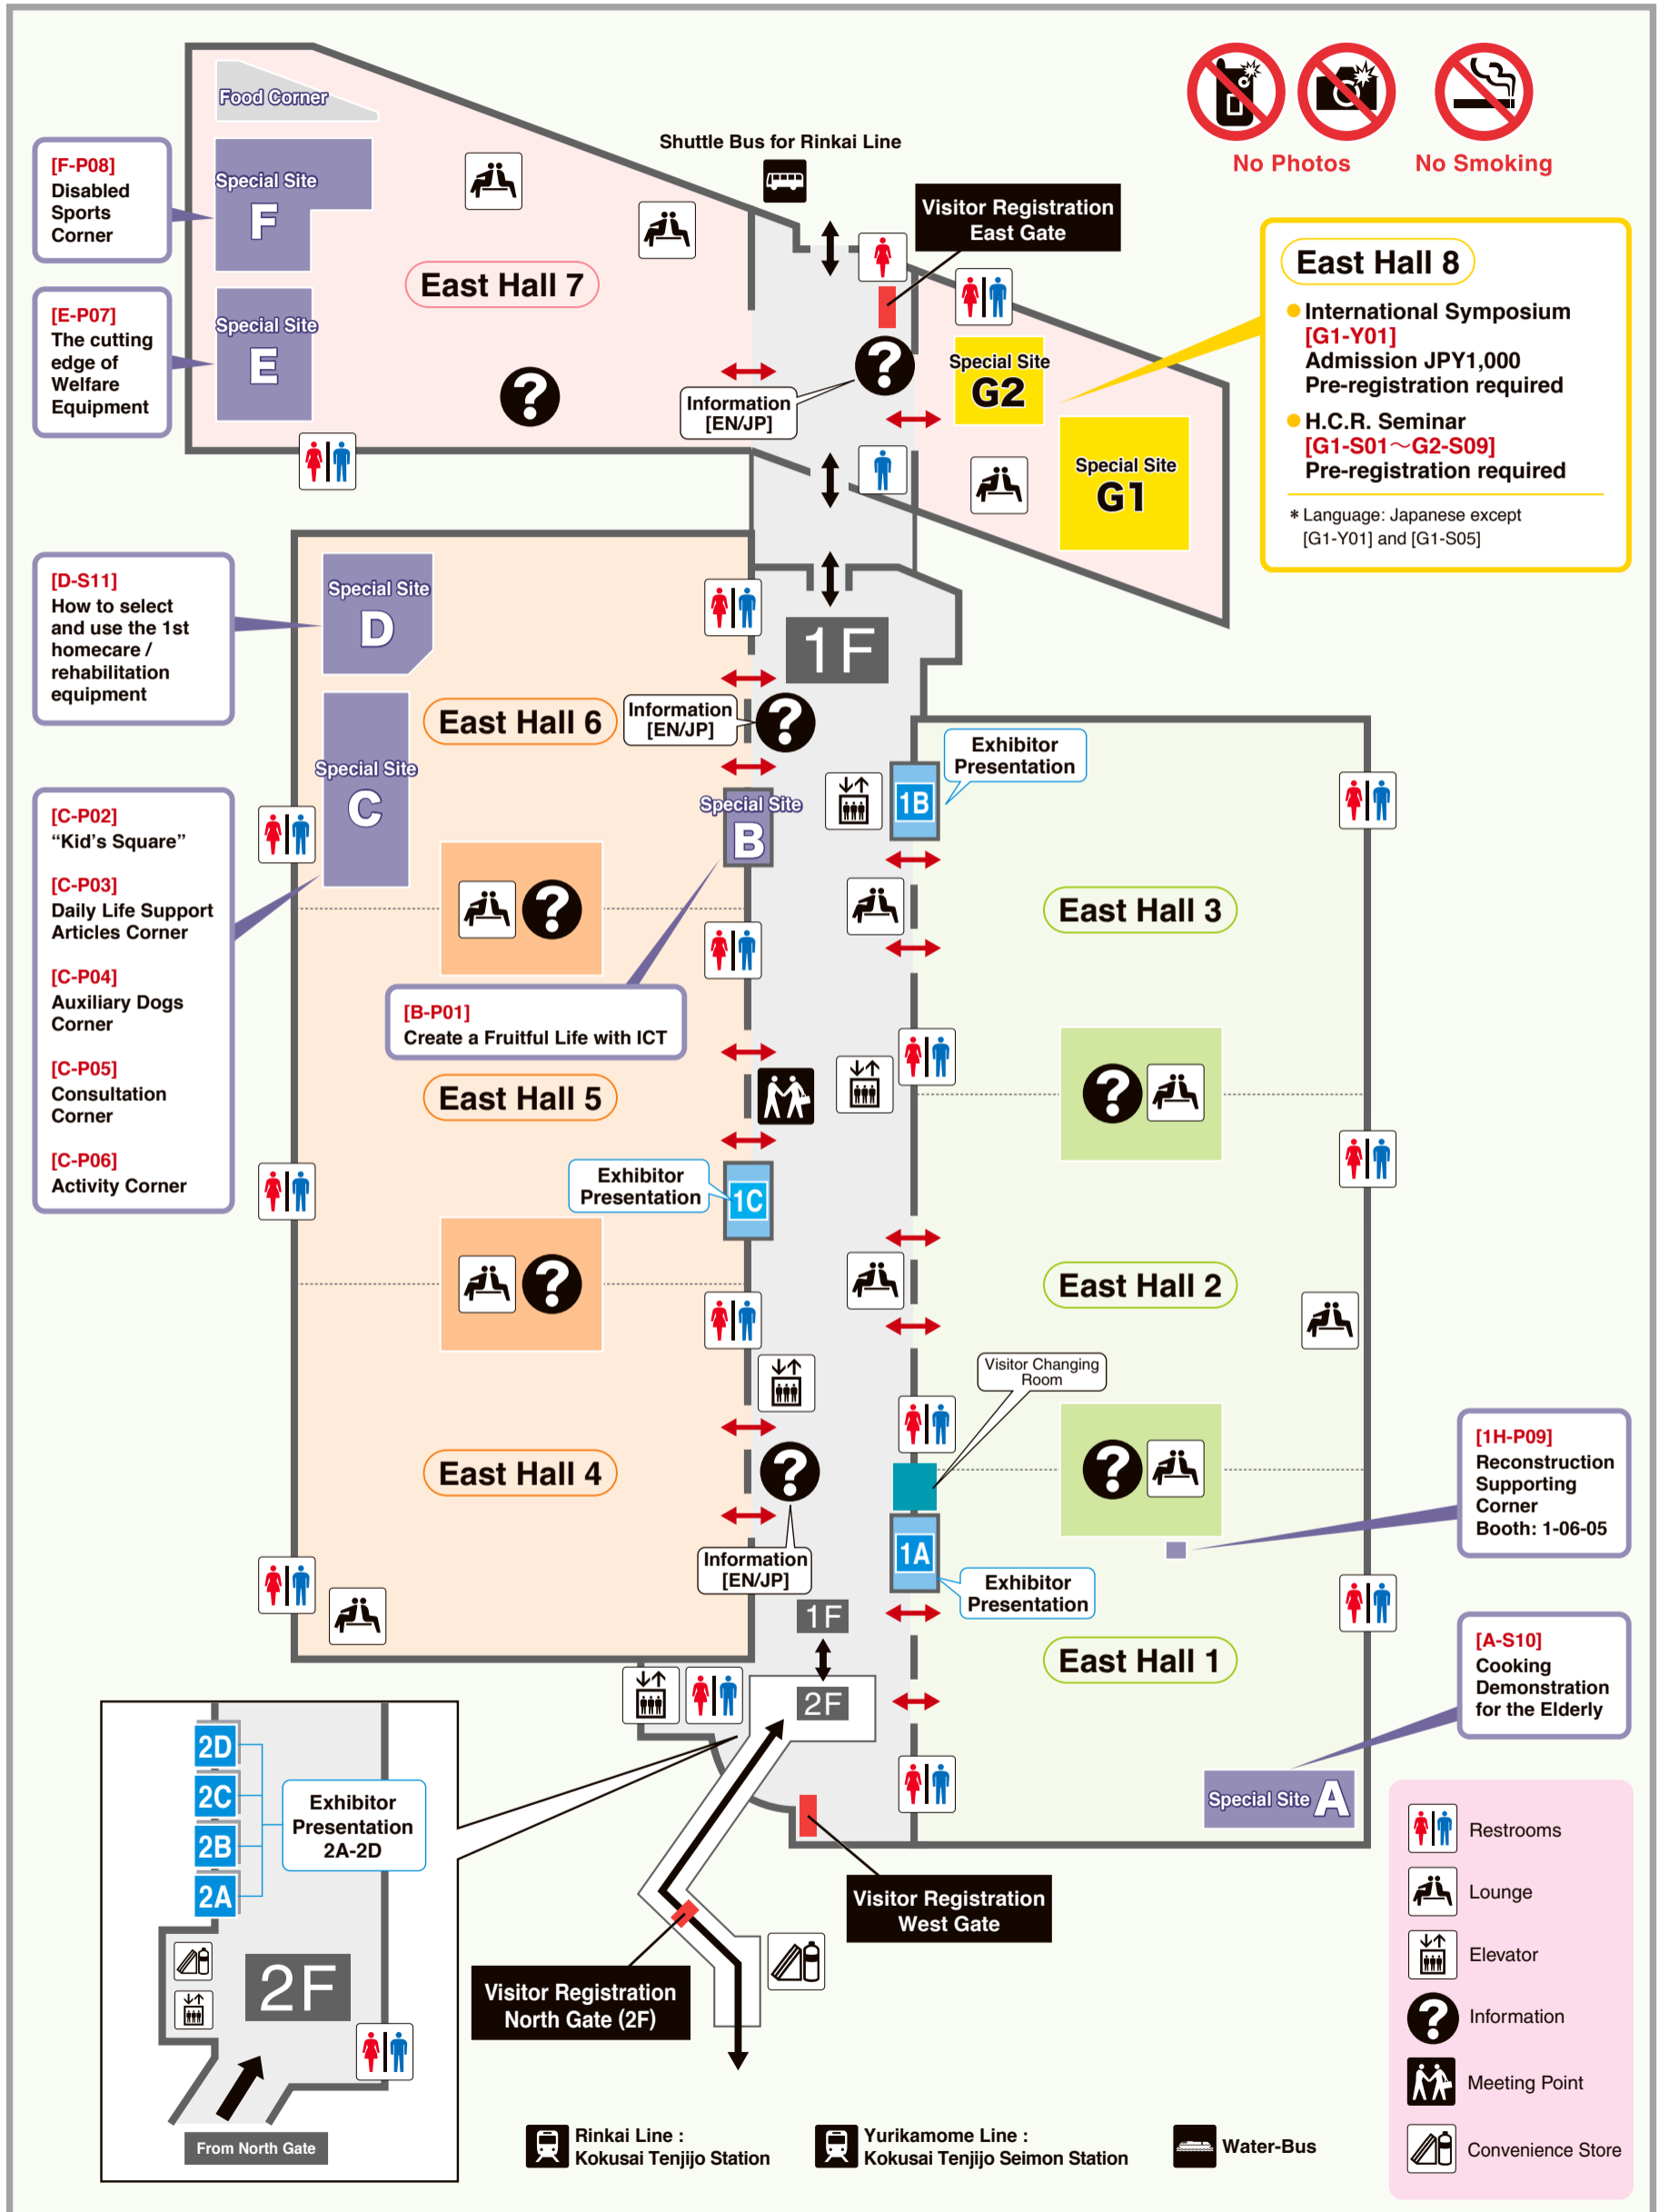 Food Corner
[F-P08]
Disabled
Sports
Corner
Special Site
F
[E-P07]
The cutting
edge of
Welfare
Equipment
Special Site
E
East Hall 7
?
Shuttle Bus for Rinkai Line
Visitor Registration
East Gate
No Photos
No Smoking
?
Information
[EN/JP]
Special Site
G2
Special Site
G1
East Hall 8
International Symposium
[G1-Y01]
Admission JPY1,000
Pre-registration required
H.C.R. Seminar
[G1-S01～G2-S09]
Pre-registration required
* Language: Japanese except
[G1-Y01] and [G1-S05]
[D-S11]
How to select
and use the 1st
homecare /
rehabilitation
equipment
Special Site
D
1F
East Hall 6
Information
[EN/JP]
?
Special Site
C
[C-P02]
“Kid’s Square”
[C-P03]
Daily Life Support
Articles Corner
[C-P04]
Auxiliary Dogs
Corner
[C-P05]
Consultation
Corner
[C-P06]
Activity Corner
Special Site
B
?
[B-P01]
Create a Fruitful Life with ICT
1B
Exhibitor
Presentation
East Hall 3
East Hall 5
?
Exhibitor
Presentation
1C
?
East Hall 2
Visitor Changing
Room
East Hall 4
?
Information
[EN/JP]
?
1A
Exhibitor
Presentation
[1H-P09]
Reconstruction
Supporting
Corner
Booth: 1-06-05
East Hall 1
[A-S10]
Cooking
Demonstration
for the Elderly
Special Site A
1F
2F
Visitor Registration
West Gate
Visitor Registration
North Gate (2F)
2D
2C
2B
2A
Exhibitor
Presentation
2A-2D
2F
From North Gate
Rinkai Line :
Kokusai Tenjijo Station
Yurikamome Line :
Kokusai Tenjijo Seimon Station
Water-Bus
Restrooms
Lounge
Elevator
?
Information
Meeting Point
Convenience Store